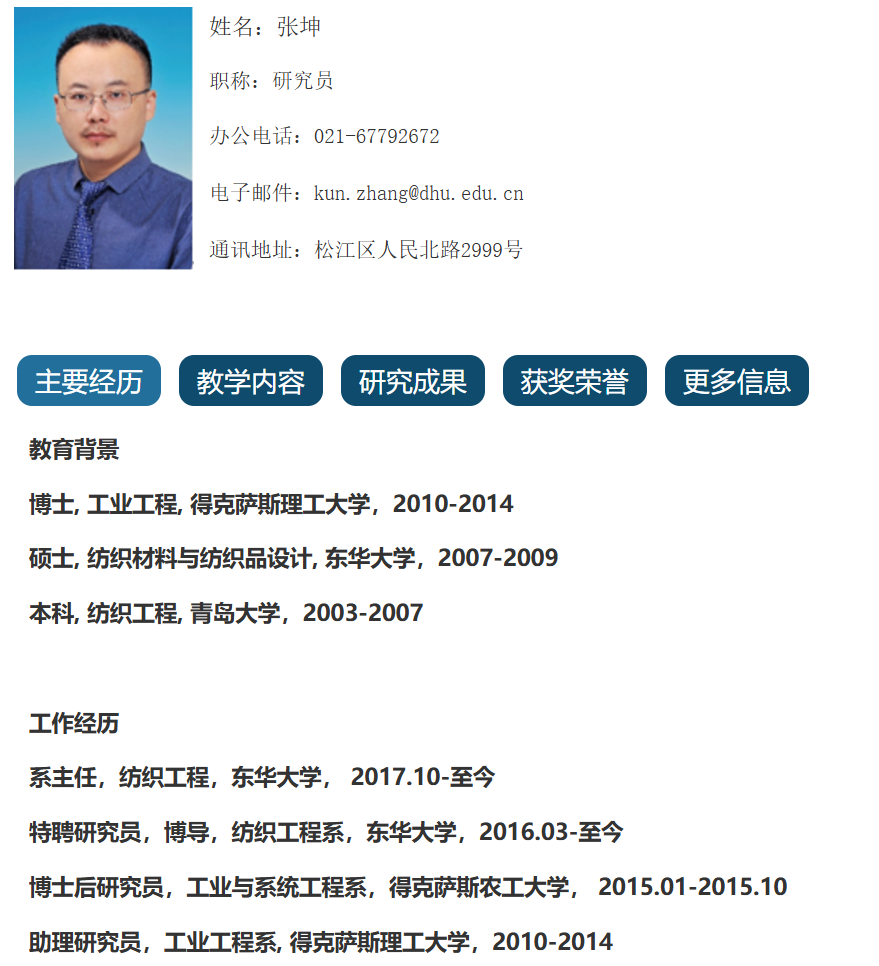 姓名：张坤
职称：研究员
办公电话：021-67792672
电子邮件：kun.zhang@dhu.edu.cn
通讯地址：松江区人民北路2999号
主要经历 教学内容 研究成果 获奖荣誉 更多信息
教育背景
博士, 工业工程, 得克萨斯理工大学，2010-2014
硕士, 纺织材料与纺织品设计, 东华大学，2007-2009
本科, 纺织工程, 青岛大学，2003-2007
工作经历
系主任，纺织工程，东华大学， 2017.10-至今
特聘研究员，博导，纺织工程系，东华大学，2016.03-至今
博士后研究员，工业与系统工程系，得克萨斯农工大学， 2015.01-2015.10
助理研究员，工业工程系, 得克萨斯理工大学，2010-2014